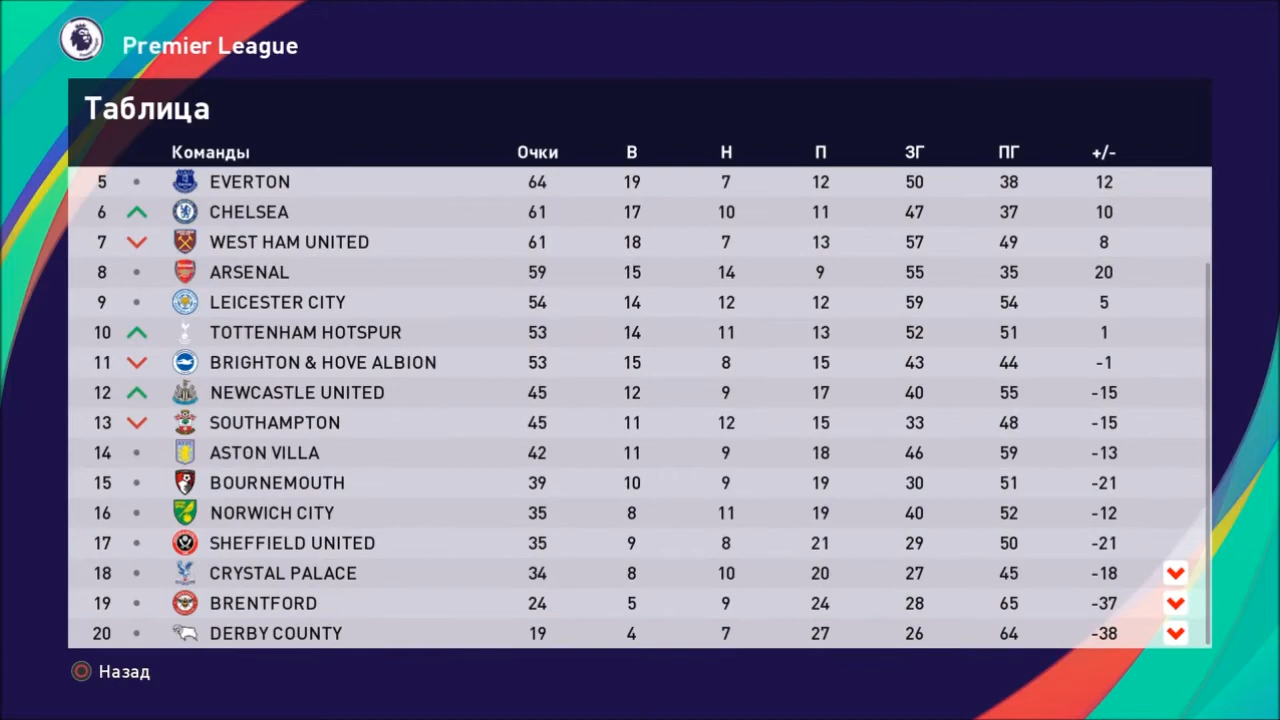 Premier League
Таблица
Команды Очки В Н П ЗГ ПГ +/-
5 EVERTON 64 19 7 12 50 38 12
6 CHELSEA 61 17 10 11 47 37 10
7 WEST HAM UNITED 61 18 7 13 57 49 8
8 ARSENAL 59 15 14 9 55 35 20
9 LEICESTER CITY 54 14 12 12 59 54 5
10 TOTTENHAM HOTSPUR 53 14 11 13 52 51 1
11 BRIGHTON & HOVE ALBION 53 15 8 15 43 44 -1
12 NEWCASTLE UNITED 45 12 9 17 40 55 -15
13 SOUTHAMPTON 45 11 12 15 33 48 -15
14 ASTON VILLA 42 11 9 18 46 59 -13
15 BOURNEMOUTH 39 10 9 19 30 51 -21
16 NORWICH CITY 35 8 11 19 40 52 -12
17 SHEFFIELD UNITED 35 9 8 21 29 50 -21
18 CRYSTAL PALACE 34 8 10 20 27 45 -18
19 BRENTFORD 24 5 9 24 28 65 -37
20 DERBY COUNTY 19 4 7 27 26 64 -38
Назад